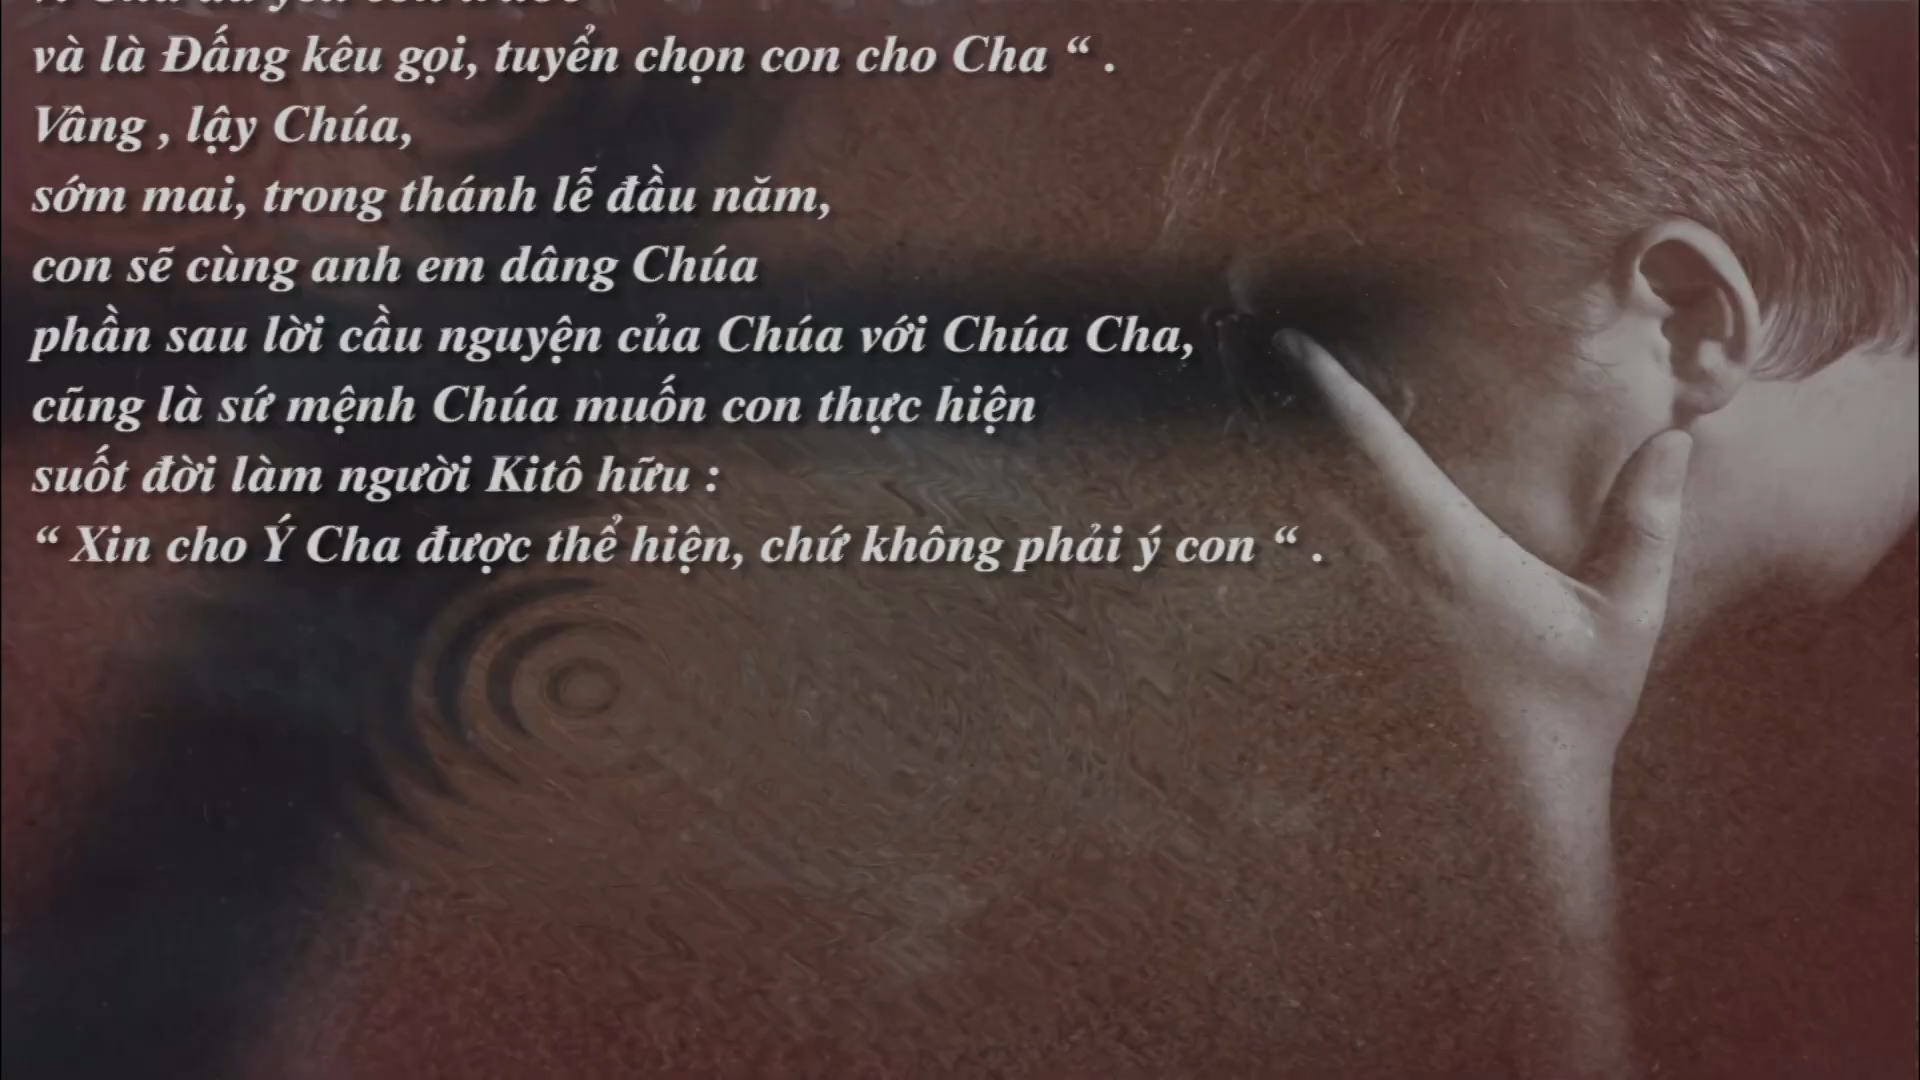 và là Đấng kêu gọi, tuyển chọn con cho Cha “ .
Vâng , lậy Chúa,
sớm mai, trong thánh lễ đầu năm,
con sẽ cùng anh em dâng Chúa
phần sau lời cầu nguyện của Chúa với Chúa Cha,
cũng là sứ mệnh Chúa muốn con thực hiện
suốt đời làm người Kitô hữu :
“ Xin cho Ý Cha được thể hiện, chứ không phải ý con “ .